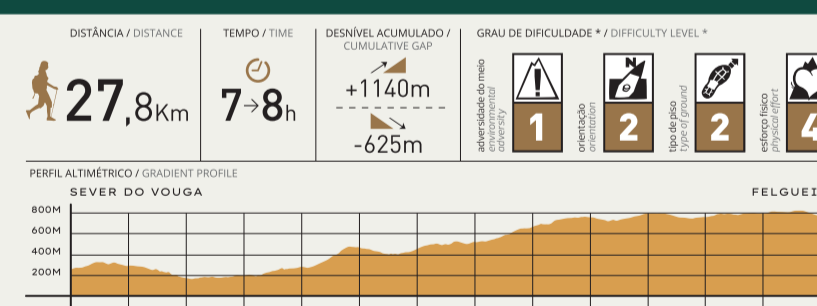 DISTÂNCIA / DISTANCE
27,8Km
TEMPO / TIME
7→8h
DESNÍVEL ACUMULADO /
CUMULATIVE GAP
+1140m
-625m
GRAU DE DIFICULDADE * / DIFFICULTY LEVEL *
adversidade do meio
environmental
adversity
1
orientação
orientation
N
2
tipo de piso
type of ground
2
esforço físico
physical effort
4
PERFIL ALTIMÉTRICO / GRADIENT PROFILE
SEVER DO VOUGA
FELGUEI
800M
600M
400M
200M